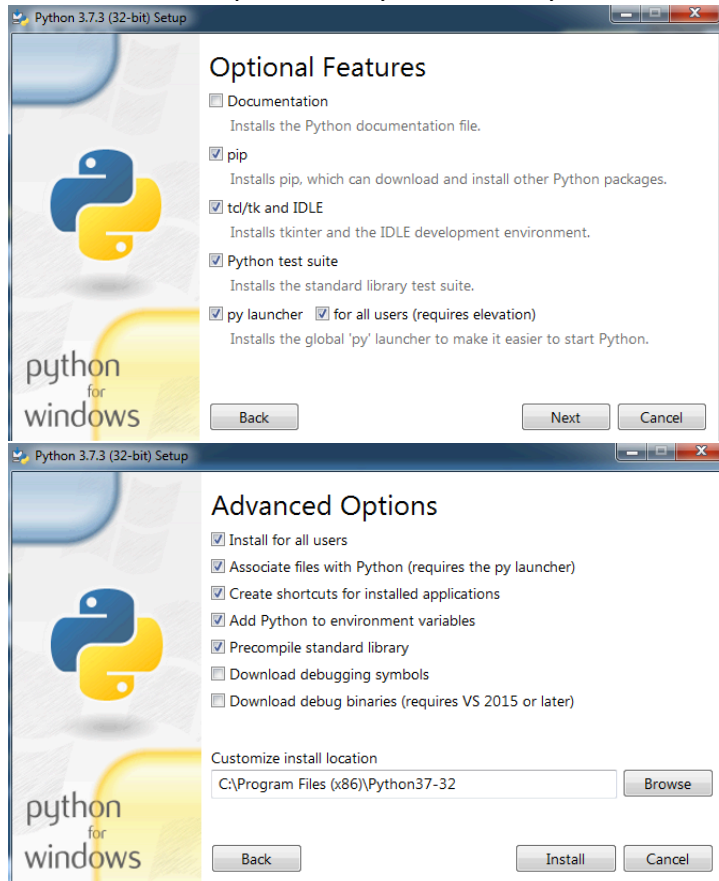 Python 3.7.3 (32-bit) Setup
Optional Features
Documentation
Installs the Python documentation file.
pip
Installs pip, which can download and install other Python packages.
tcl/tk and IDLE
Installs tkinter and the IDLE development environment.
Python test suite
Installs the standard library test suite.
py launcher for all users (requires elevation)
Installs the global 'py' launcher to make it easier to start Python.
python
for
windows
Back Next Cancel
Python 3.7.3 (32-bit) Setup
Advanced Options
Install for all users
Associate files with Python (requires the py launcher)
Create shortcuts for installed applications
Add Python to environment variables
Precompile standard library
Download debugging symbols
Download debug binaries (requires VS 2015 or later)
Customize install location
C:\Program Files (x86)\Python37-32 Browse
python
for
windows
Back Install Cancel